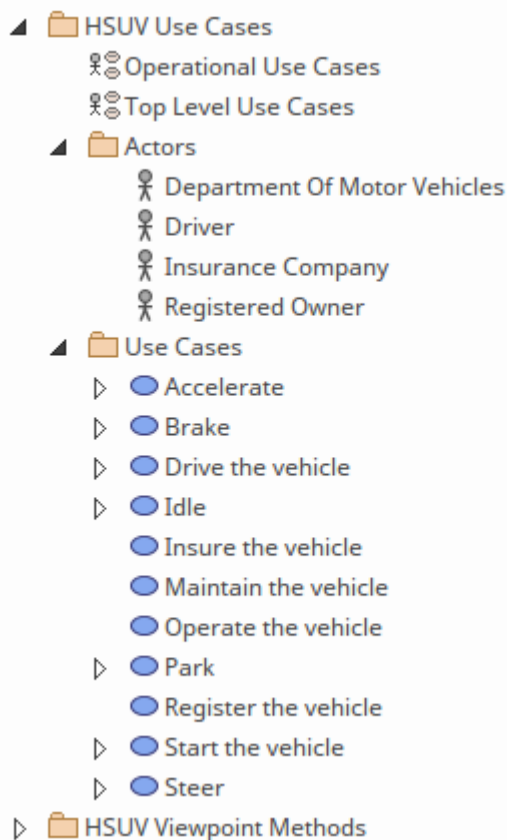 HSUV Use Cases
Operational Use Cases
Top Level Use Cases
Actors
Department Of Motor Vehicles
Driver
Insurance Company
Registered Owner
Use Cases
Accelerate
Brake
Drive the vehicle
Idle
Insure the vehicle
Maintain the vehicle
Operate the vehicle
Park
Register the vehicle
Start the vehicle
Steer
HSUV Viewpoint Methods